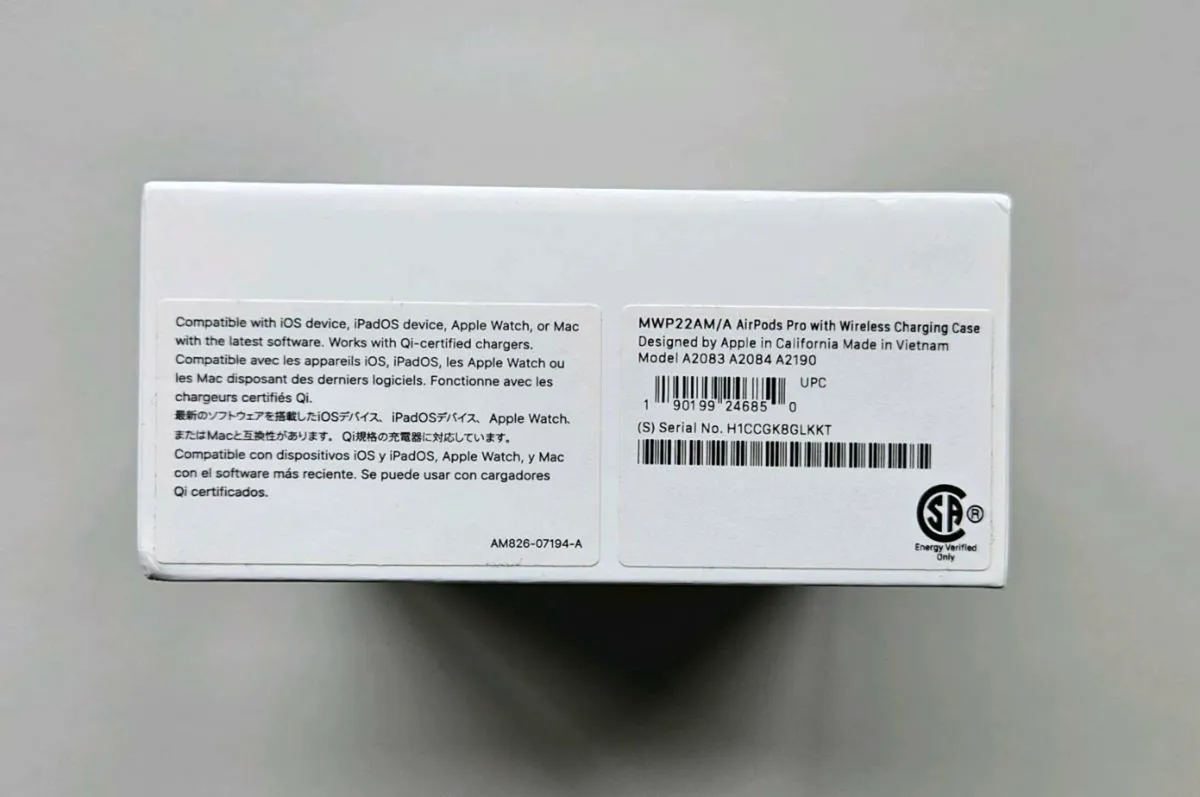 Compatible with iOS device, iPadOS device, Apple Watch, or Mac
with the latest software. Works with Qi-certified chargers.
Compatible avec les appareils iOS, iPadOS, les Apple Watch ou
les Mac disposant des derniers logiciels. Fonctionne avec les
chargeurs certifiés Qi.
最新のソフトウェアを搭載したiOSデバイス、iPadOSデバイス、Apple Watch、
またはMacと互換性があります。Qi規格の充電器に対応しています。
Compatible con dispositivos iOS y iPadOS, Apple Watch, y Mac
con el software más reciente. Se puede usar con cargadores
Qi certificados.
AM826-07194-A
MWP22AM/A AirPods Pro with Wireless Charging Case
Designed by Apple in California Made in Vietnam
Model A2083 A2084 A2190
UPC
1 90199 24685 0
(S) Serial No. H1CCGK8GLKKT
CSA®
Energy Verified
Only